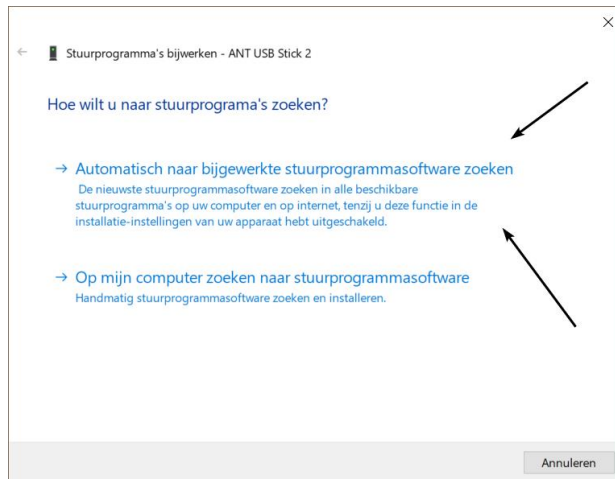 Stuurprogramma's bijwerken - ANT USB Stick 2
Hoe wilt u naar stuurprograma's zoeken?
→ Automatisch naar bijgewerkte stuurprogrammasoftware zoeken
De nieuwste stuurprogrammasoftware zoeken in alle beschikbare
stuurprogramma's op uw computer en op internet, tenzij u deze functie in de
installatie-instellingen van uw apparaat hebt uitgeschakeld.
→ Op mijn computer zoeken naar stuurprogrammasoftware
Handmatig stuurprogrammasoftware zoeken en installeren.
Annuleren